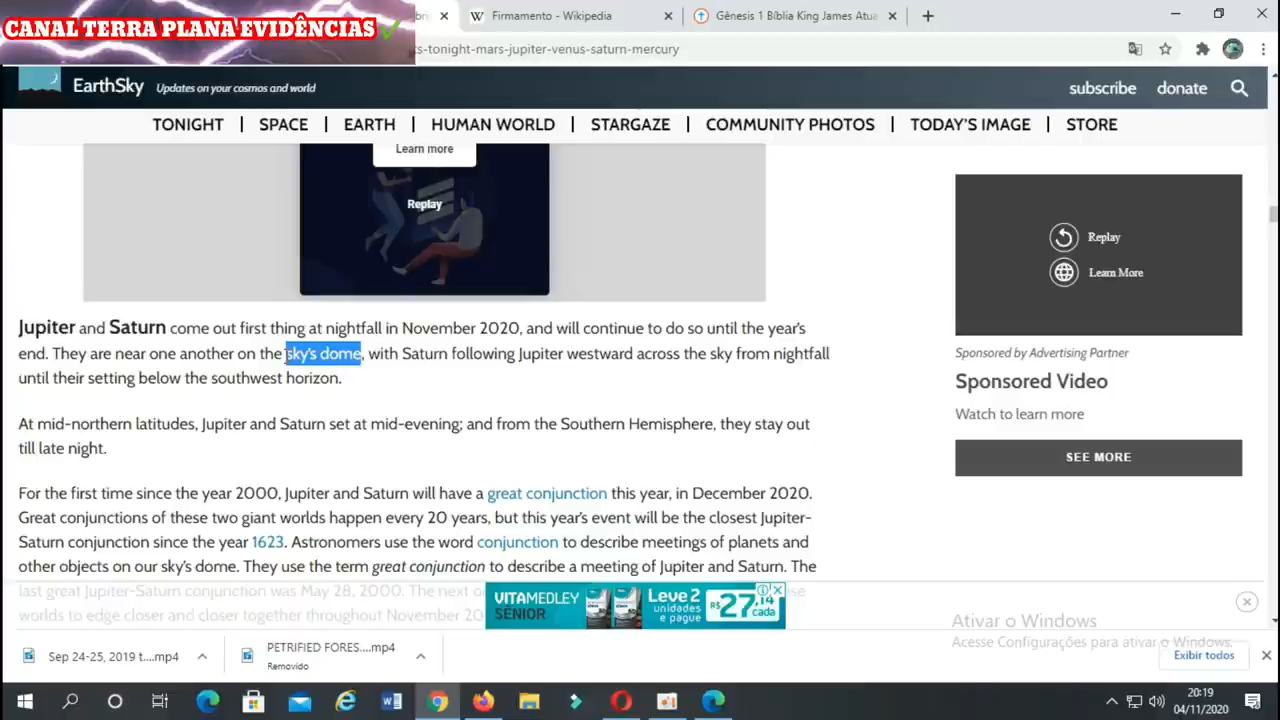 CANAL TERRA PLANA EVIDÊNCIAS
Firmamento - Wikipedia
Gênesis 1 Bíblia King James Atua
ts-tonight-mars-jupiter-venus-saturn-mercury
EarthSky Updates on your cosmos and world
subscribe donate
TONIGHT | SPACE | EARTH | HUMAN WORLD | STARGAZE | COMMUNITY PHOTOS | TODAY'S IMAGE | STORE
Learn more
Replay
Replay
Learn More
Jupiter and Saturn come out first thing at nightfall in November 2020, and will continue to do so until the year's
end. They are near one another on the sky's dome, with Saturn following Jupiter westward across the sky from nightfall
until their setting below the southwest horizon.
Sponsored by Advertising Partner
Sponsored Video
Watch to learn more
SEE MORE
At mid-northern latitudes, Jupiter and Saturn set at mid-evening; and from the Southern Hemisphere, they stay out
till late night.
For the first time since the year 2000, Jupiter and Saturn will have a great conjunction this year, in December 2020.
Great conjunctions of these two giant worlds happen every 20 years, but this year's event will be the closest Jupiter-
Saturn conjunction since the year 1623. Astronomers use the word conjunction to describe meetings of planets and
other objects on our sky's dome. They use the term great conjunction to describe a meeting of Jupiter and Saturn. The
last great Jupiter-Saturn conjunction was May 28, 2000. The next
worlds to edge closer and closer together throughout November
VITAMEDLEY
SÊNIOR
Leve 2
unidades
e pague
R$ 27,14
cada
Ativar o Windows
Acesse Configurações para ativar o Windows.
Sep 24-25, 2019 t....mp4
PETRIFIED FORES....mp4
Removido
Exibir todos
20:19
04/11/2020